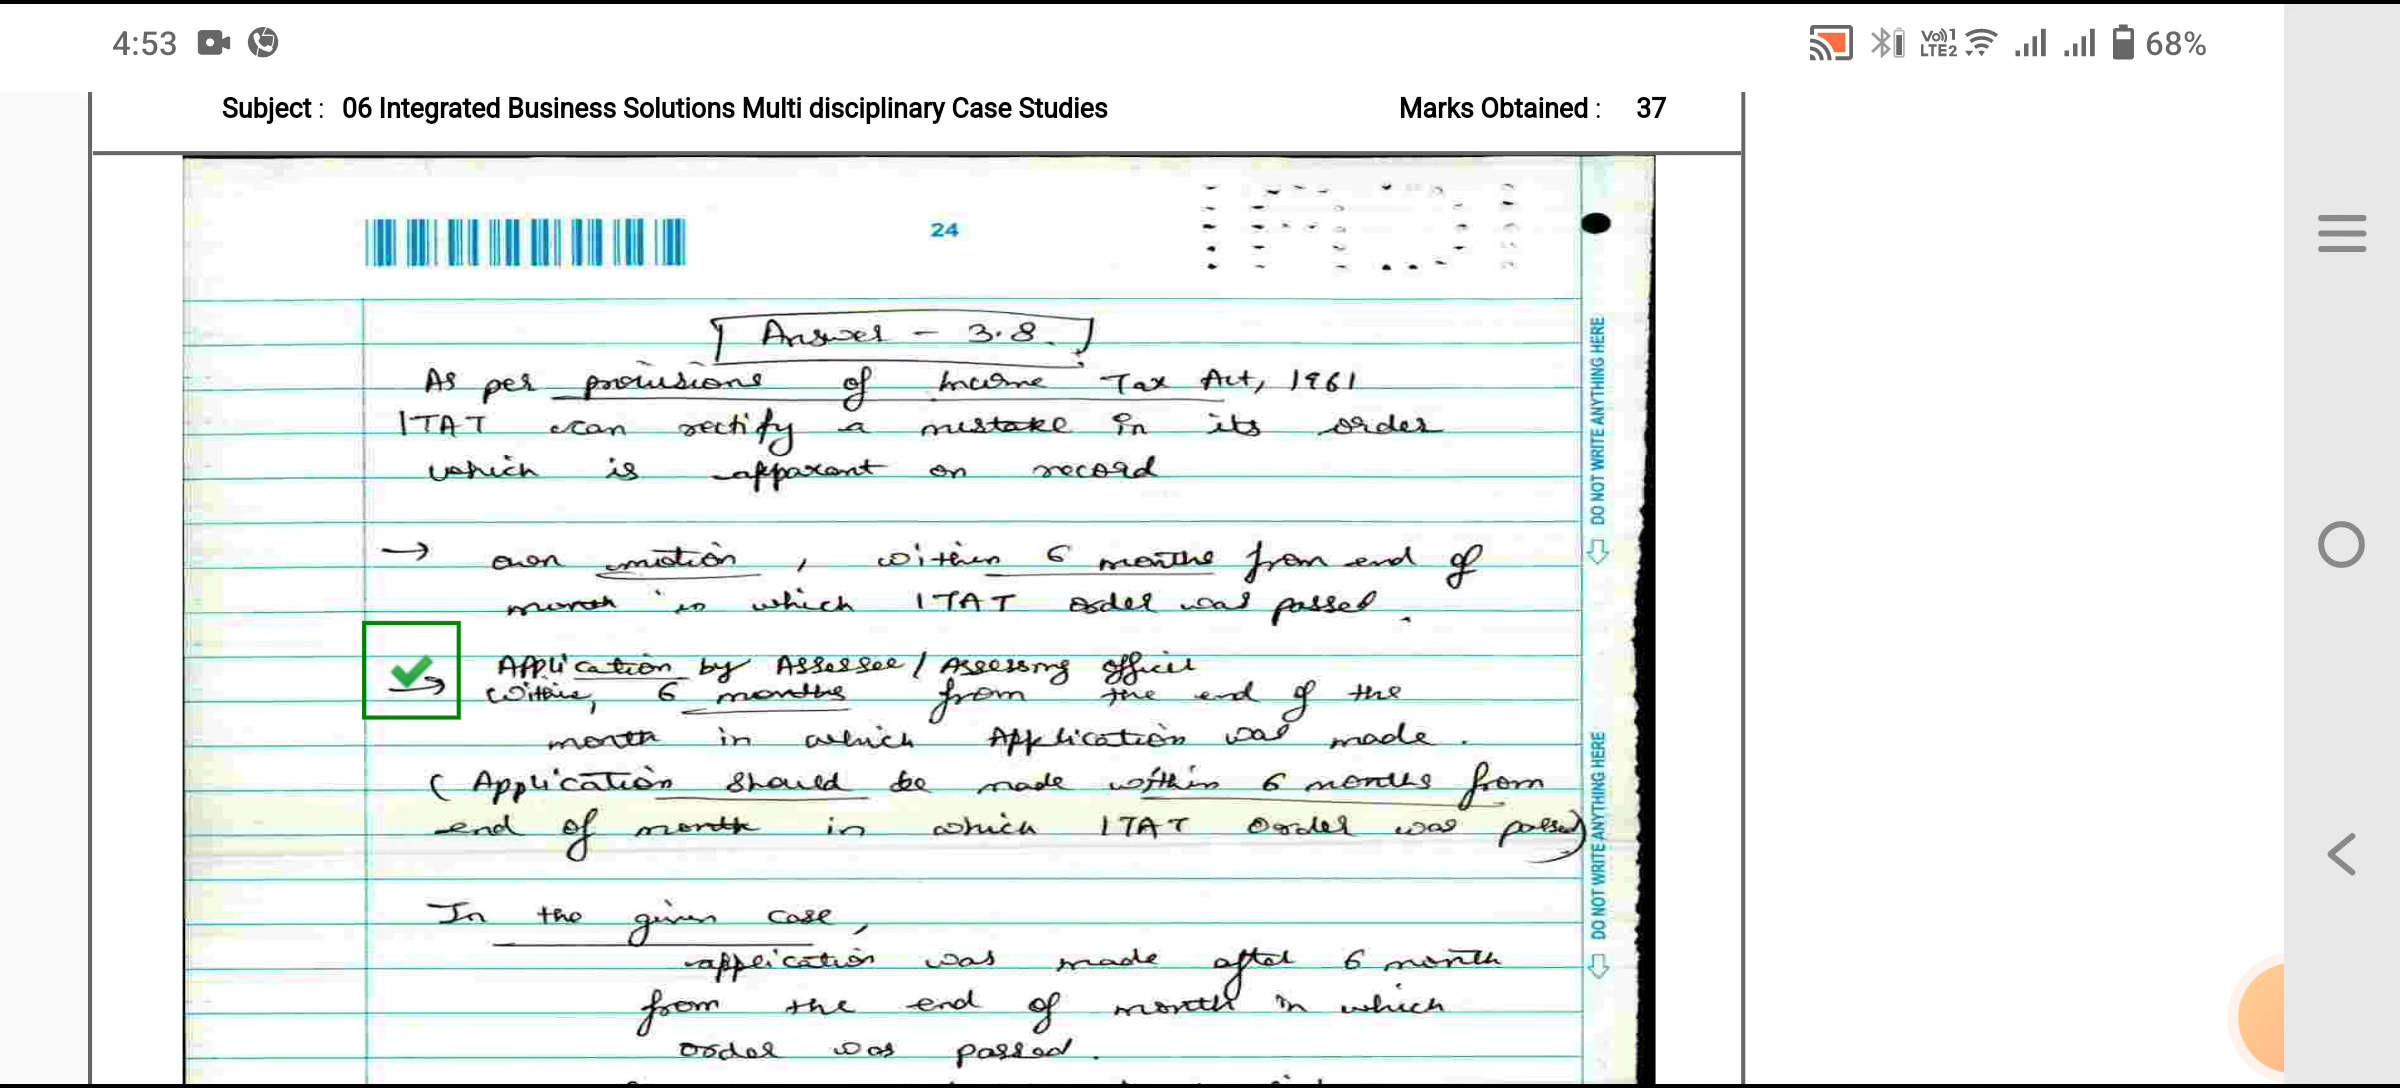 4:53
Vo)) 1
LTE2
68%
Subject : 06 Integrated Business Solutions Multi disciplinary Case Studies Marks Obtained : 37
24
Answer - 3.8.
As per provisions of Income Tax Act, 1961
ITAT can rectify a mistake in its order
which is apparant on record
→ own motion, within 6 months from end of
month in which ITAT order was passed.
→ Application by Assessee / Assessing officer
within, 6 months from the end of the
month in which Application was made.
( Application should be made within 6 months from
end of month in which ITAT order was passed)
In the given case,
application was made after 6 month
from the end of month in which
order was passed.
DO NOT WRITE ANYTHING HERE
DO NOT WRITE ANYTHING HERE